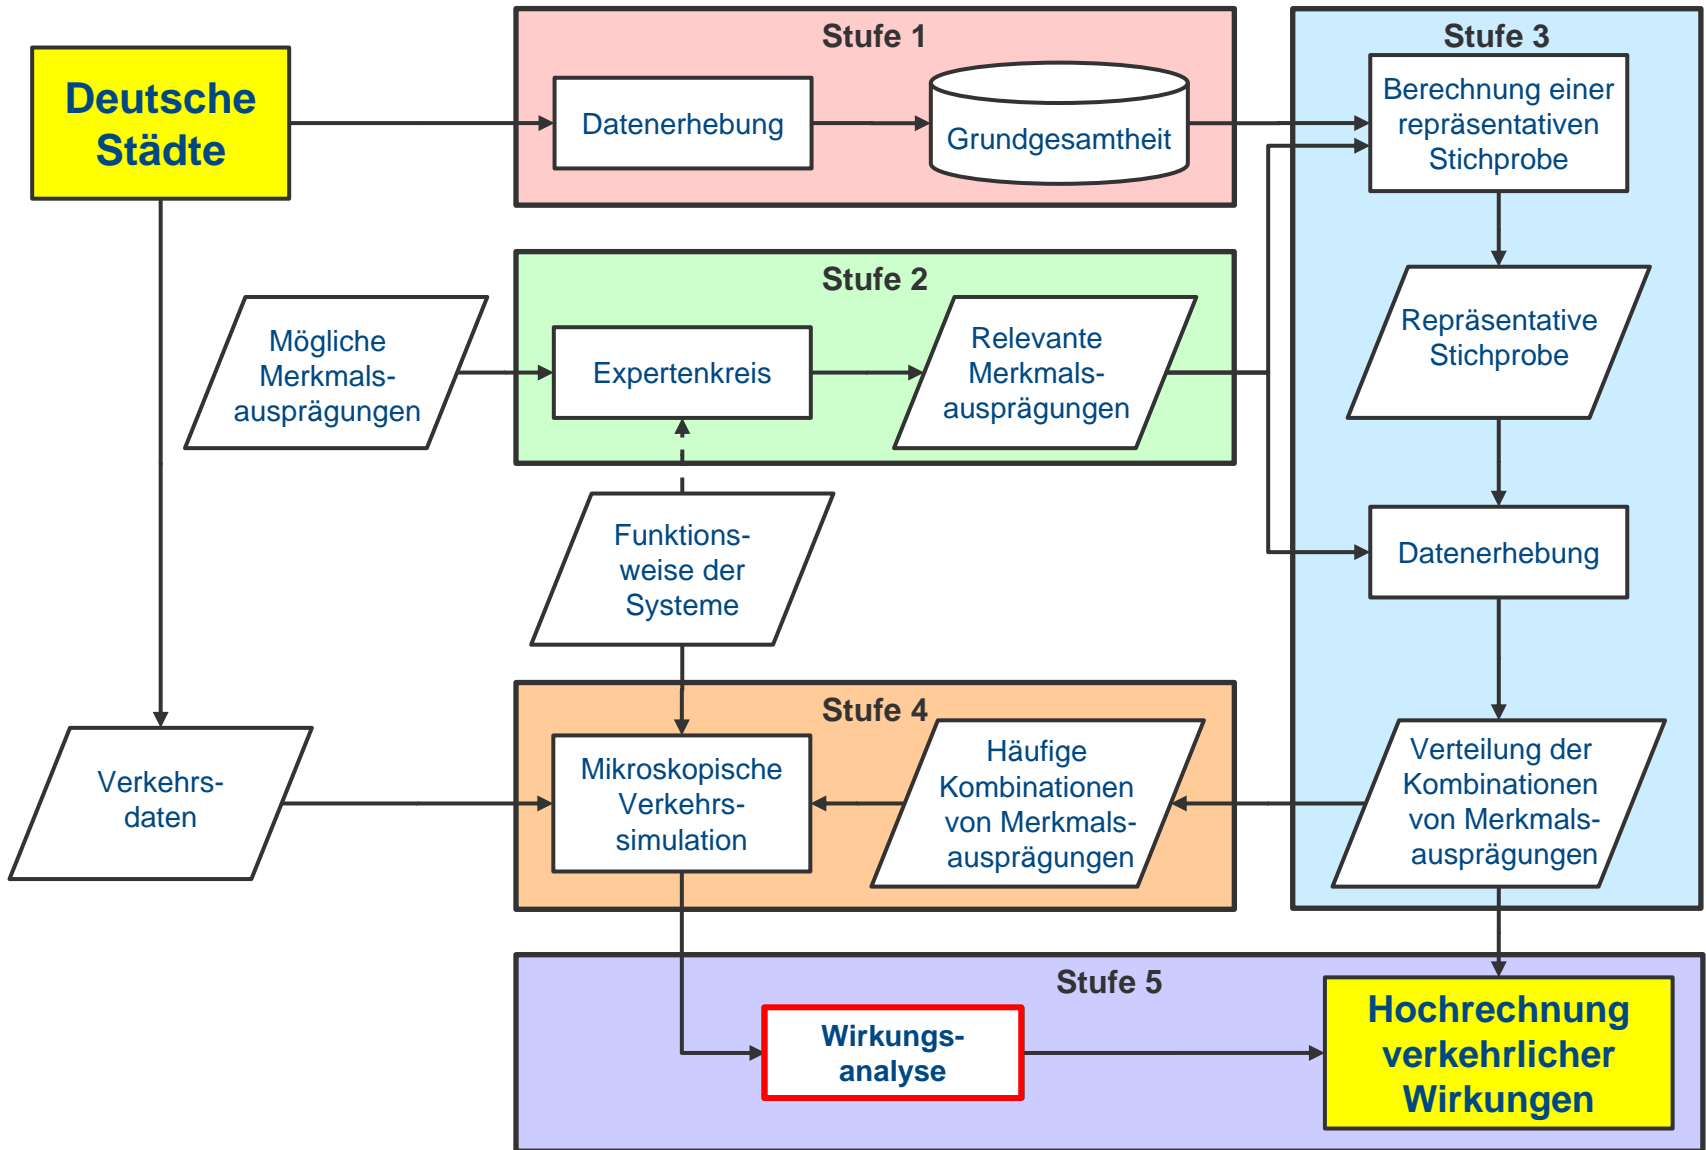 Deutsche
Städte
Stufe 1
Datenerhebung
Grundgesamtheit
Stufe 3
Berechnung einer
repräsentativen
Stichprobe
Repräsentative
Stichprobe
Datenerhebung
Verteilung der
Kombinationen
von Merkmals-
ausprägungen
Stufe 2
Mögliche
Merkmals-
ausprägungen
Expertenkreis
Relevante
Merkmals-
ausprägungen
Funktions-
weise der
Systeme
Stufe 4
Verkehrs-
daten
Mikroskopische
Verkehrs-
simulation
Häufige
Kombinationen
von Merkmals-
ausprägungen
Stufe 5
Wirkungs-
analyse
Hochrechnung
verkehrlicher
Wirkungen